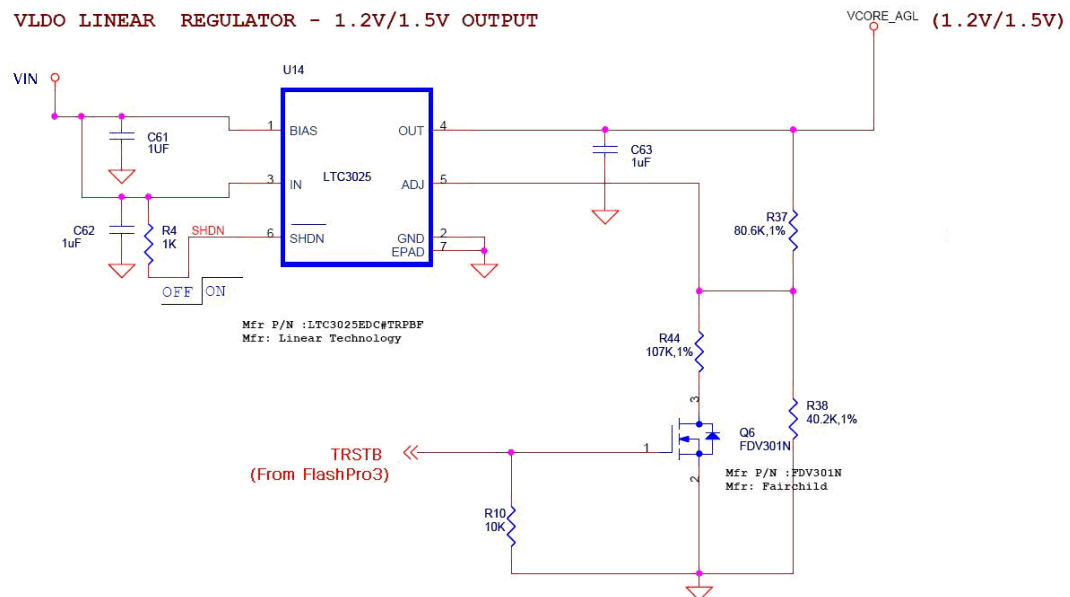 VLDO LINEAR REGULATOR - 1.2V/1.5V OUTPUT
VCORE_AGL (1.2V/1.5V)
VIN
U14
C61
1UF
1
BIAS
OUT
4
C63
1uF
LTC3025
3
IN
ADJ
5
R37
80.6K,1%
C62
1uF
R4
1K
SHDN
6
SHDN
GND
2
EPAD
7
OFF
ON
Mfr P/N :LTC3025EDC#TRPBF
Mfr: Linear Technology
R44
107K,1%
3
R38
40.2K,1%
Q6
FDV301N
1
TRSTB
(From FlashPro3)
Mfr P/N :FDV301N
Mfr: Fairchild
2
R10
10K